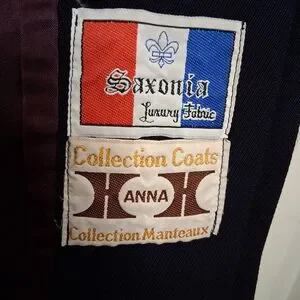 Saxonia
Luxury Fabric
Collection Coats
H ANNA H
Collection Manteaux